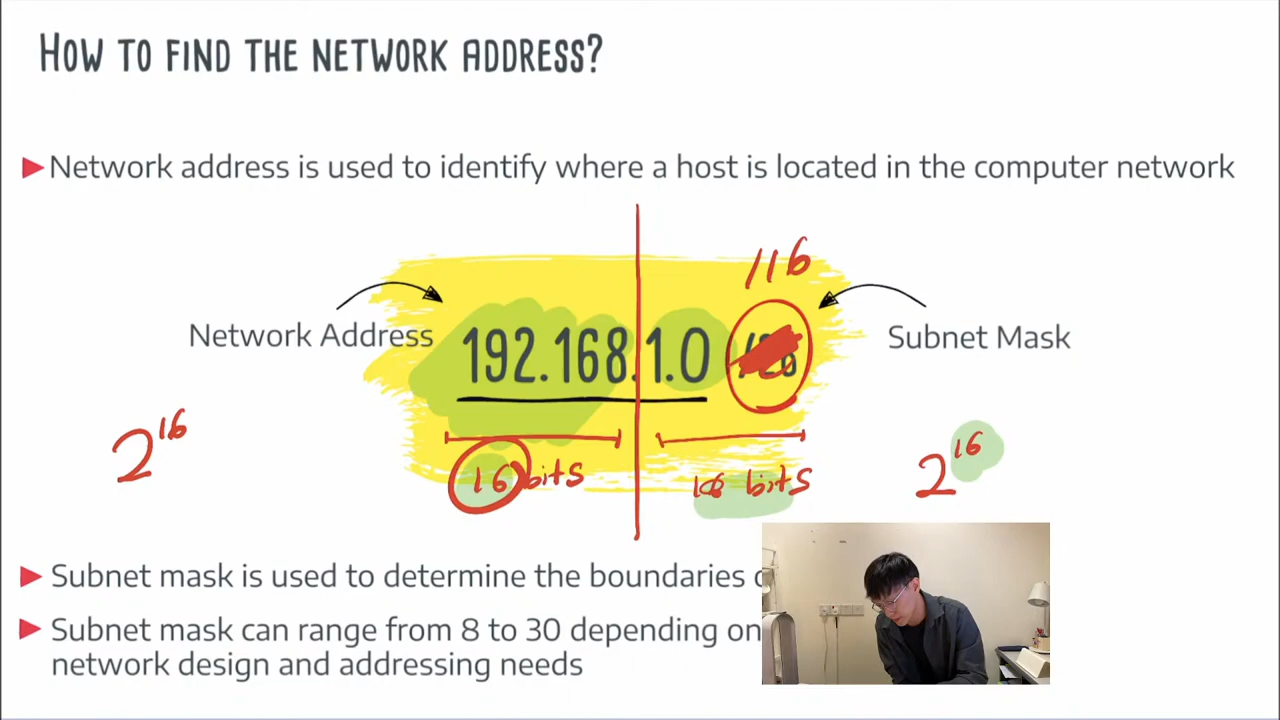 HOW TO FIND THE NETWORK ADDRESS?
Network address is used to identify where a host is located in the computer network
/16
Network Address
192.168.1.0
Subnet Mask
2^16
16 bits
16 bits
2^16
Subnet mask is used to determine the boundaries
Subnet mask can range from 8 to 30 depending on
network design and addressing needs